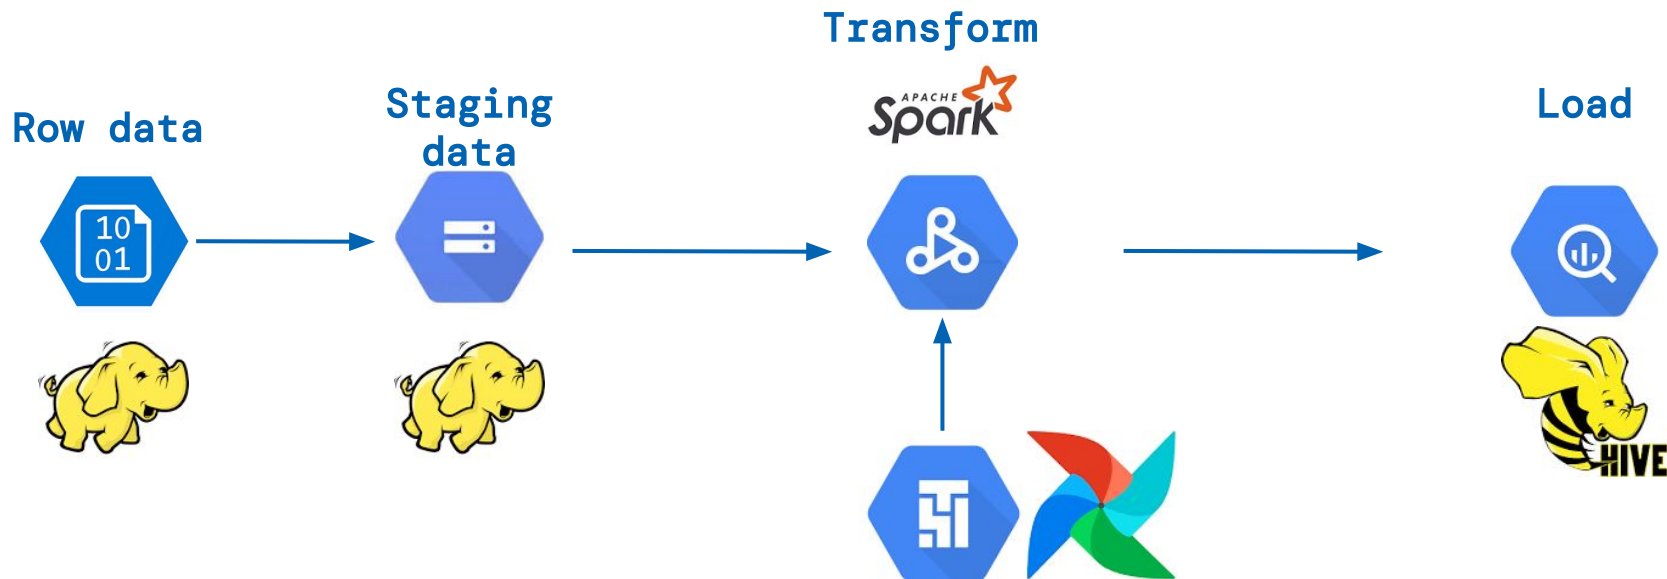 Row data
10
01
Staging
data
Transform
APACHE
Spark
Load
HIVE